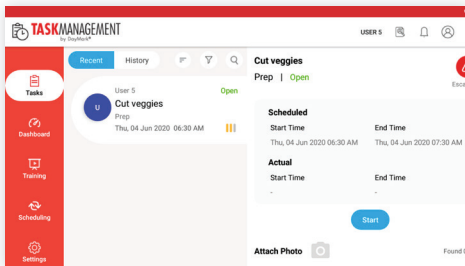 TASKMANAGEMENT
by DayMark®
USER 5
Recent
History
Tasks
Dashboard
Training
Scheduling
Settings
User 5
Open
U
Cut veggies
Prep
Thu, 04 Jun 2020 06:30 AM
Cut veggies
Prep | Open
Esca
Scheduled
Start Time
End Time
Thu, 04 Jun 2020 06:30 AM
Thu, 04 Jun 2020 07:30 AM
Actual
Start Time
End Time
-
-
Start
Attach Photo
Found